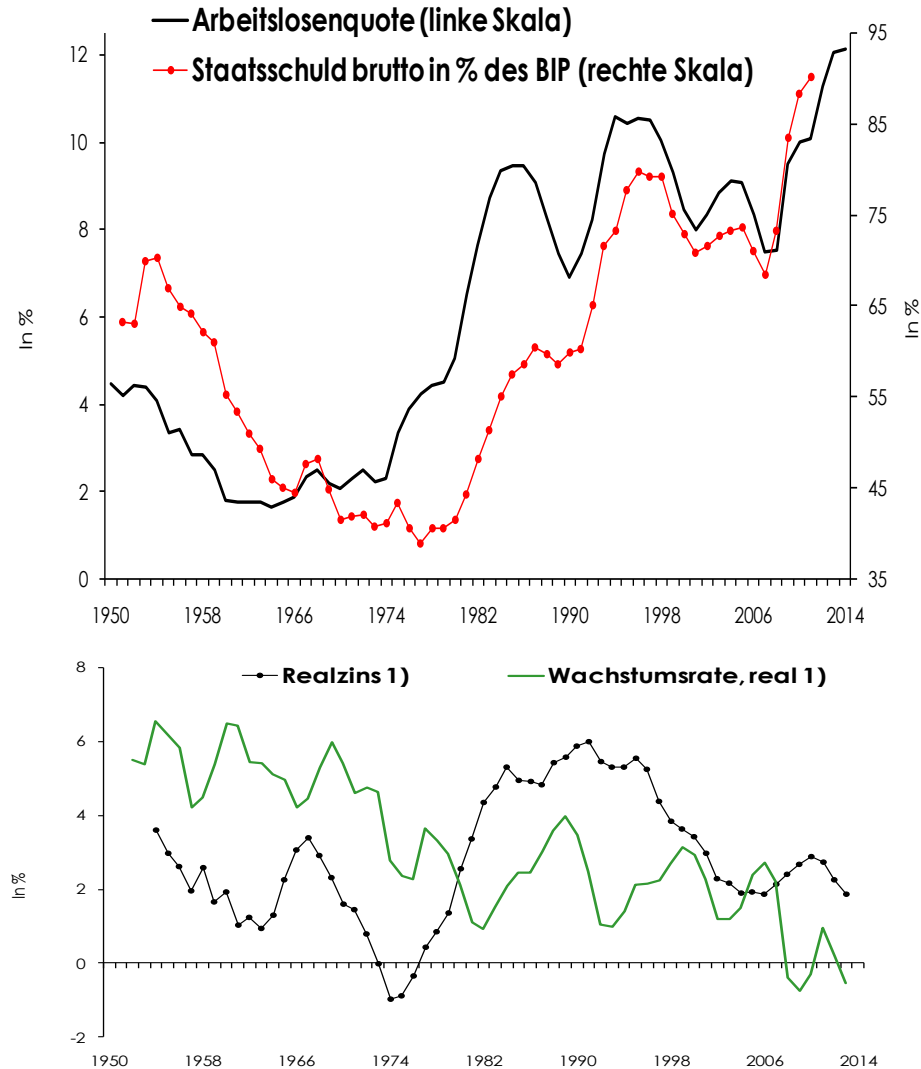 Arbeitslosenquote (linke Skala)
Staatsschuld brutto in % des BIP (rechte Skala)
In %
12
10
8
6
4
2
0
95
85
75
65
55
45
35
In %
1950 1958 1966 1974 1982 1990 1998 2006 2014
Realzins 1) Wachstumsrate, real 1)
In %
8
6
4
2
0
-2
1950 1958 1966 1974 1982 1990 1998 2006 2014